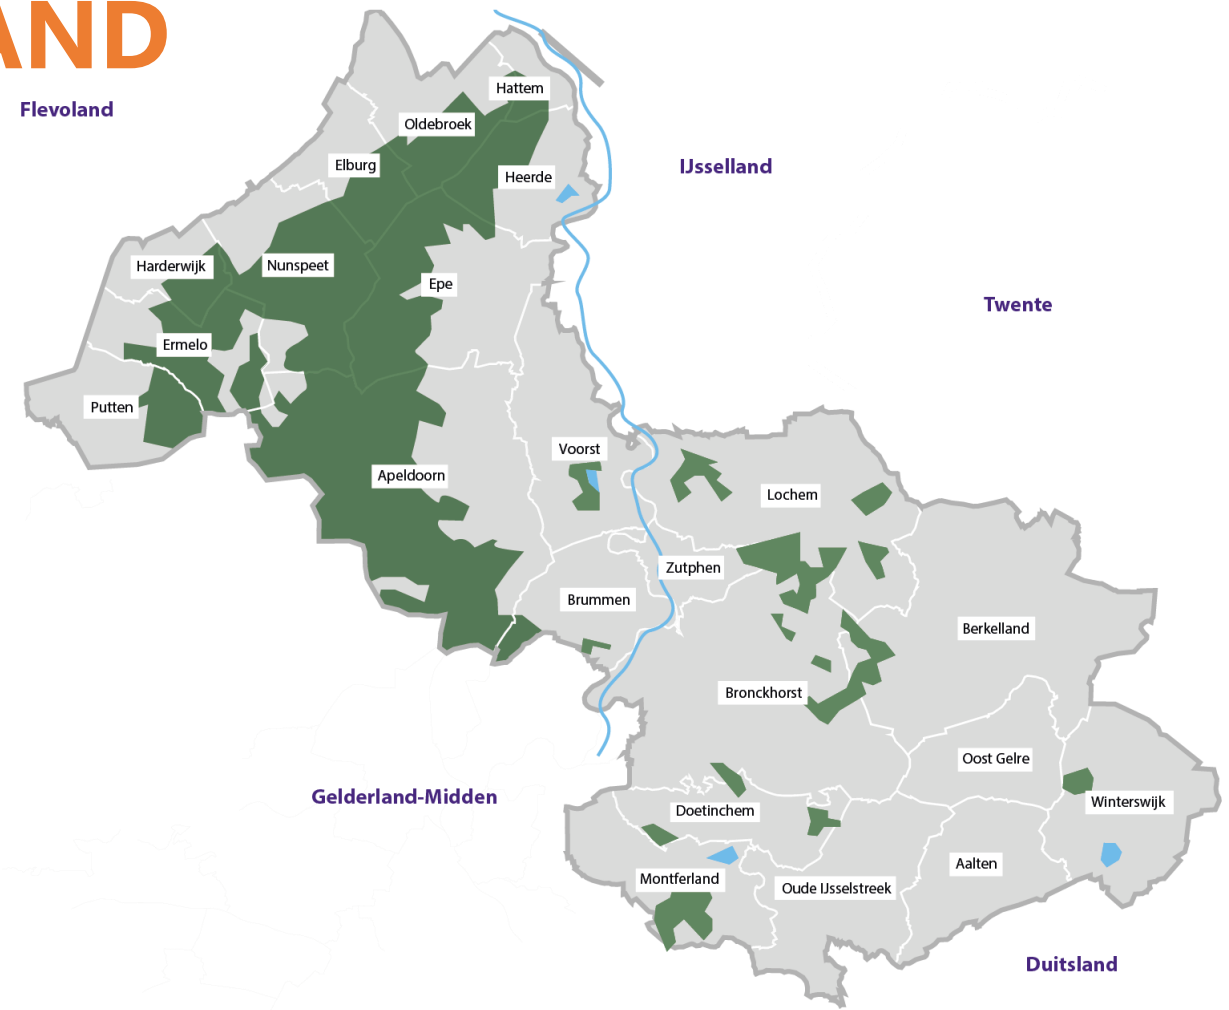 AND
Flevoland
Hattem
Oldebroek
Elburg
IJsselland
Heerde
Harderwijk
Nunspeet
Epe
Twente
Ermelo
Putten
Voorst
Apeldoorn
Lochem
Zutphen
Brummen
Berkelland
Bronckhorst
Oost Gelre
Gelderland-Midden
Winterswijk
Doetinchem
Aalten
Montferland
Oude IJsselstreek
Duitsland